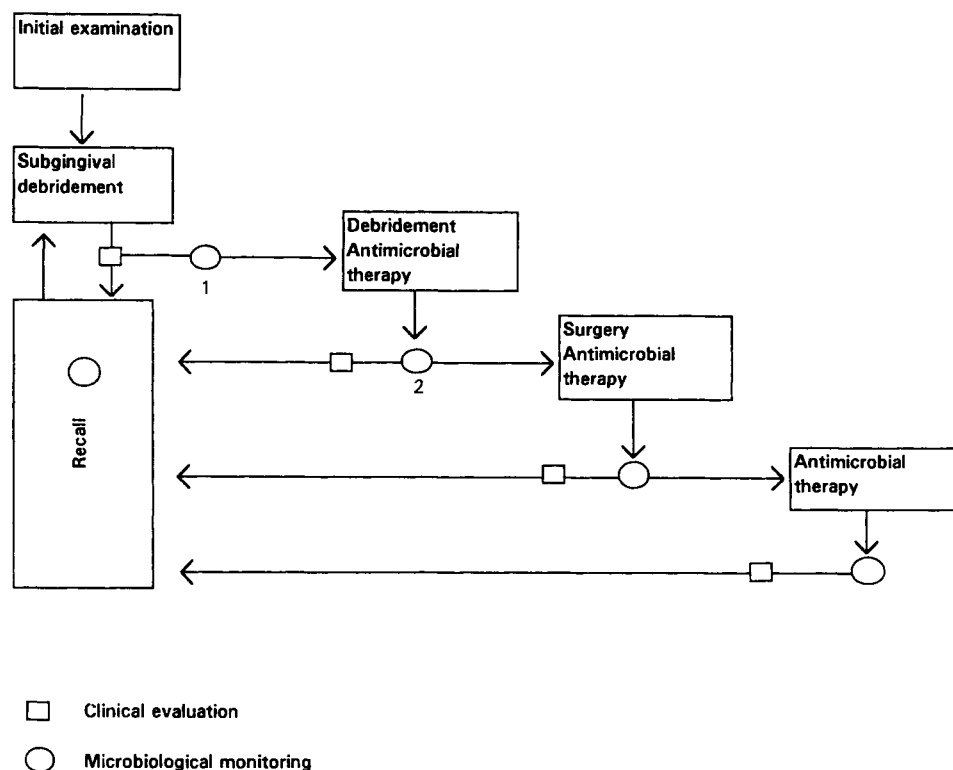 Initial examination
Subgingival
debridement
1
Debridement
Antimicrobial
therapy
2
Surgery
Antimicrobial
therapy
Antimicrobial
therapy
Recall
Clinical evaluation
Microbiological monitoring